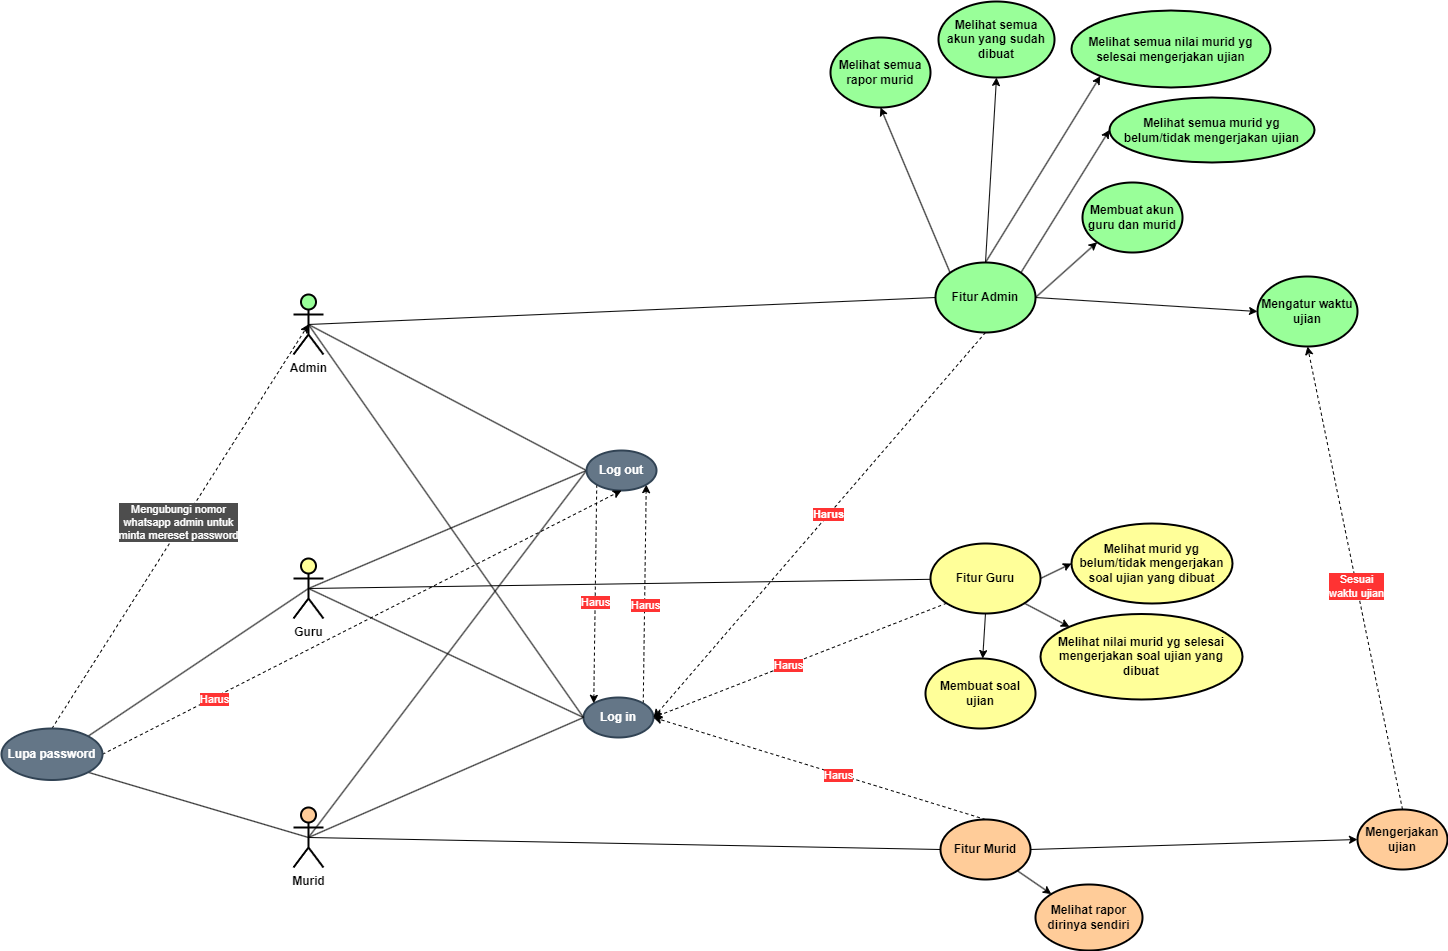 Melihat semua
akun yang sudah
dibuat
Melihat semua nilai murid yg
selesai mengerjakan ujian
Melihat semua
rapor murid
Melihat semua murid yg
belum/tidak mengerjakan ujian
Membuat akun
guru dan murid
Fitur Admin
Mengatur waktu
ujian
Admin
Log out
Mengubungi nomor
whatsapp admin untuk
minta mereset password
Harus
Melihat murid yg
belum/tidak mengerjakan
soal ujian yang dibuat
Fitur Guru
Sesuai
waktu ujian
Harus
Harus
Guru
Melihat nilai murid yg selesai
mengerjakan soal ujian yang
dibuat
Harus
Membuat soal
ujian
Harus
Log in
Lupa password
Harus
Mengerjakan
ujian
Fitur Murid
Murid
Melihat rapor
dirinya sendiri